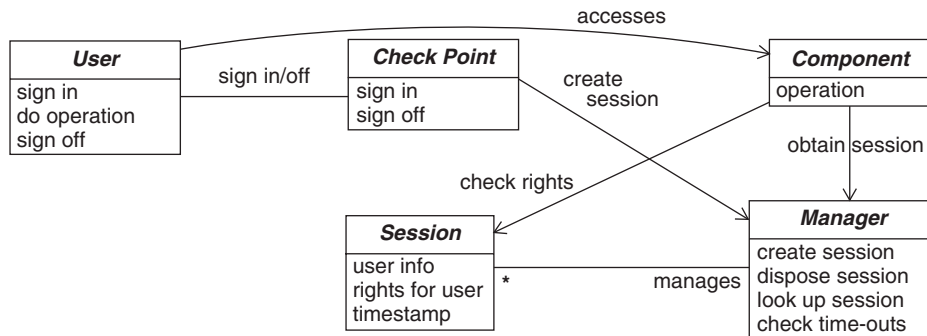 accesses
User
sign in
do operation
sign off
sign in/off
Check Point
sign in
sign off
create
session
Component
operation
obtain session
check rights
Session
user info
rights for user
timestamp
*
manages
Manager
create session
dispose session
look up session
check time-outs